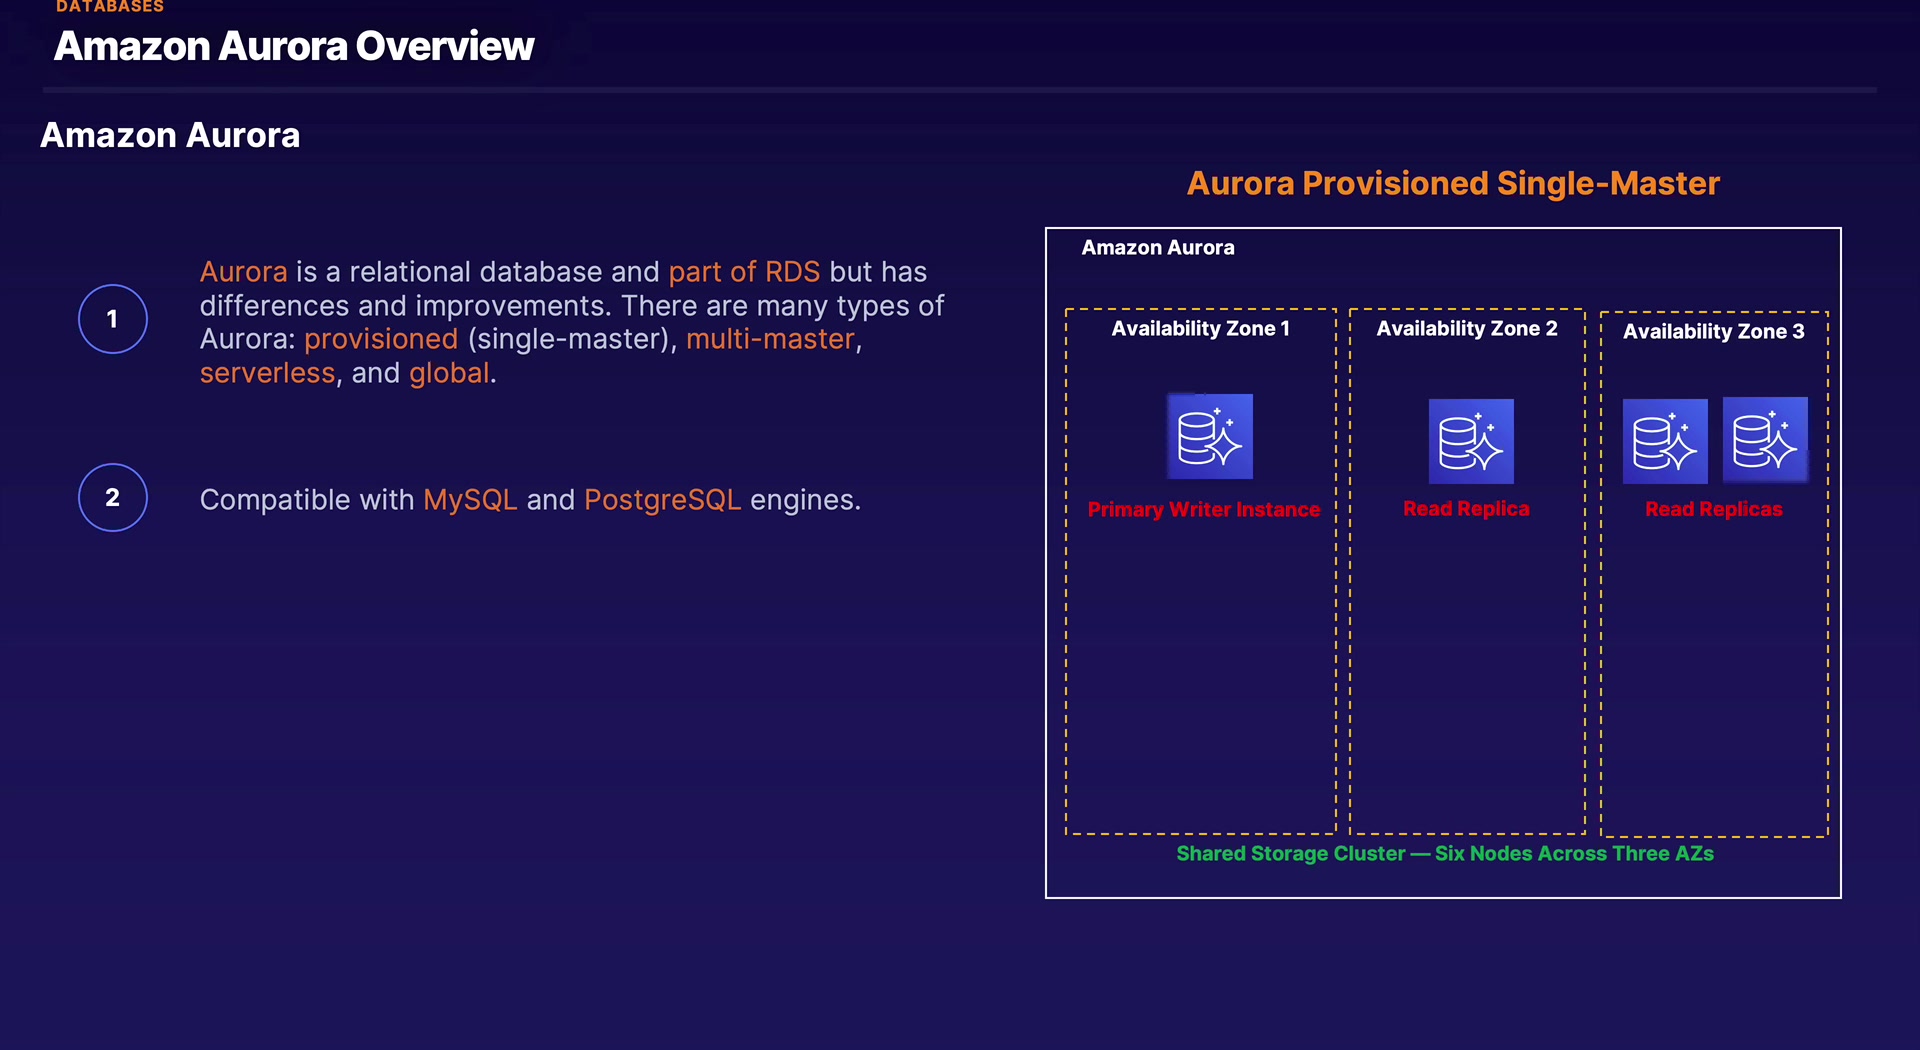 DATABASES
Amazon Aurora Overview
Amazon Aurora
1
Aurora is a relational database and part of RDS but has
differences and improvements. There are many types of
Aurora: provisioned (single-master), multi-master,
serverless, and global.
2
Compatible with MySQL and PostgreSQL engines.
Aurora Provisioned Single-Master
Amazon Aurora
Availability Zone 1
Primary Writer Instance
Availability Zone 2
Read Replica
Availability Zone 3
Read Replicas
Shared Storage Cluster — Six Nodes Across Three AZs